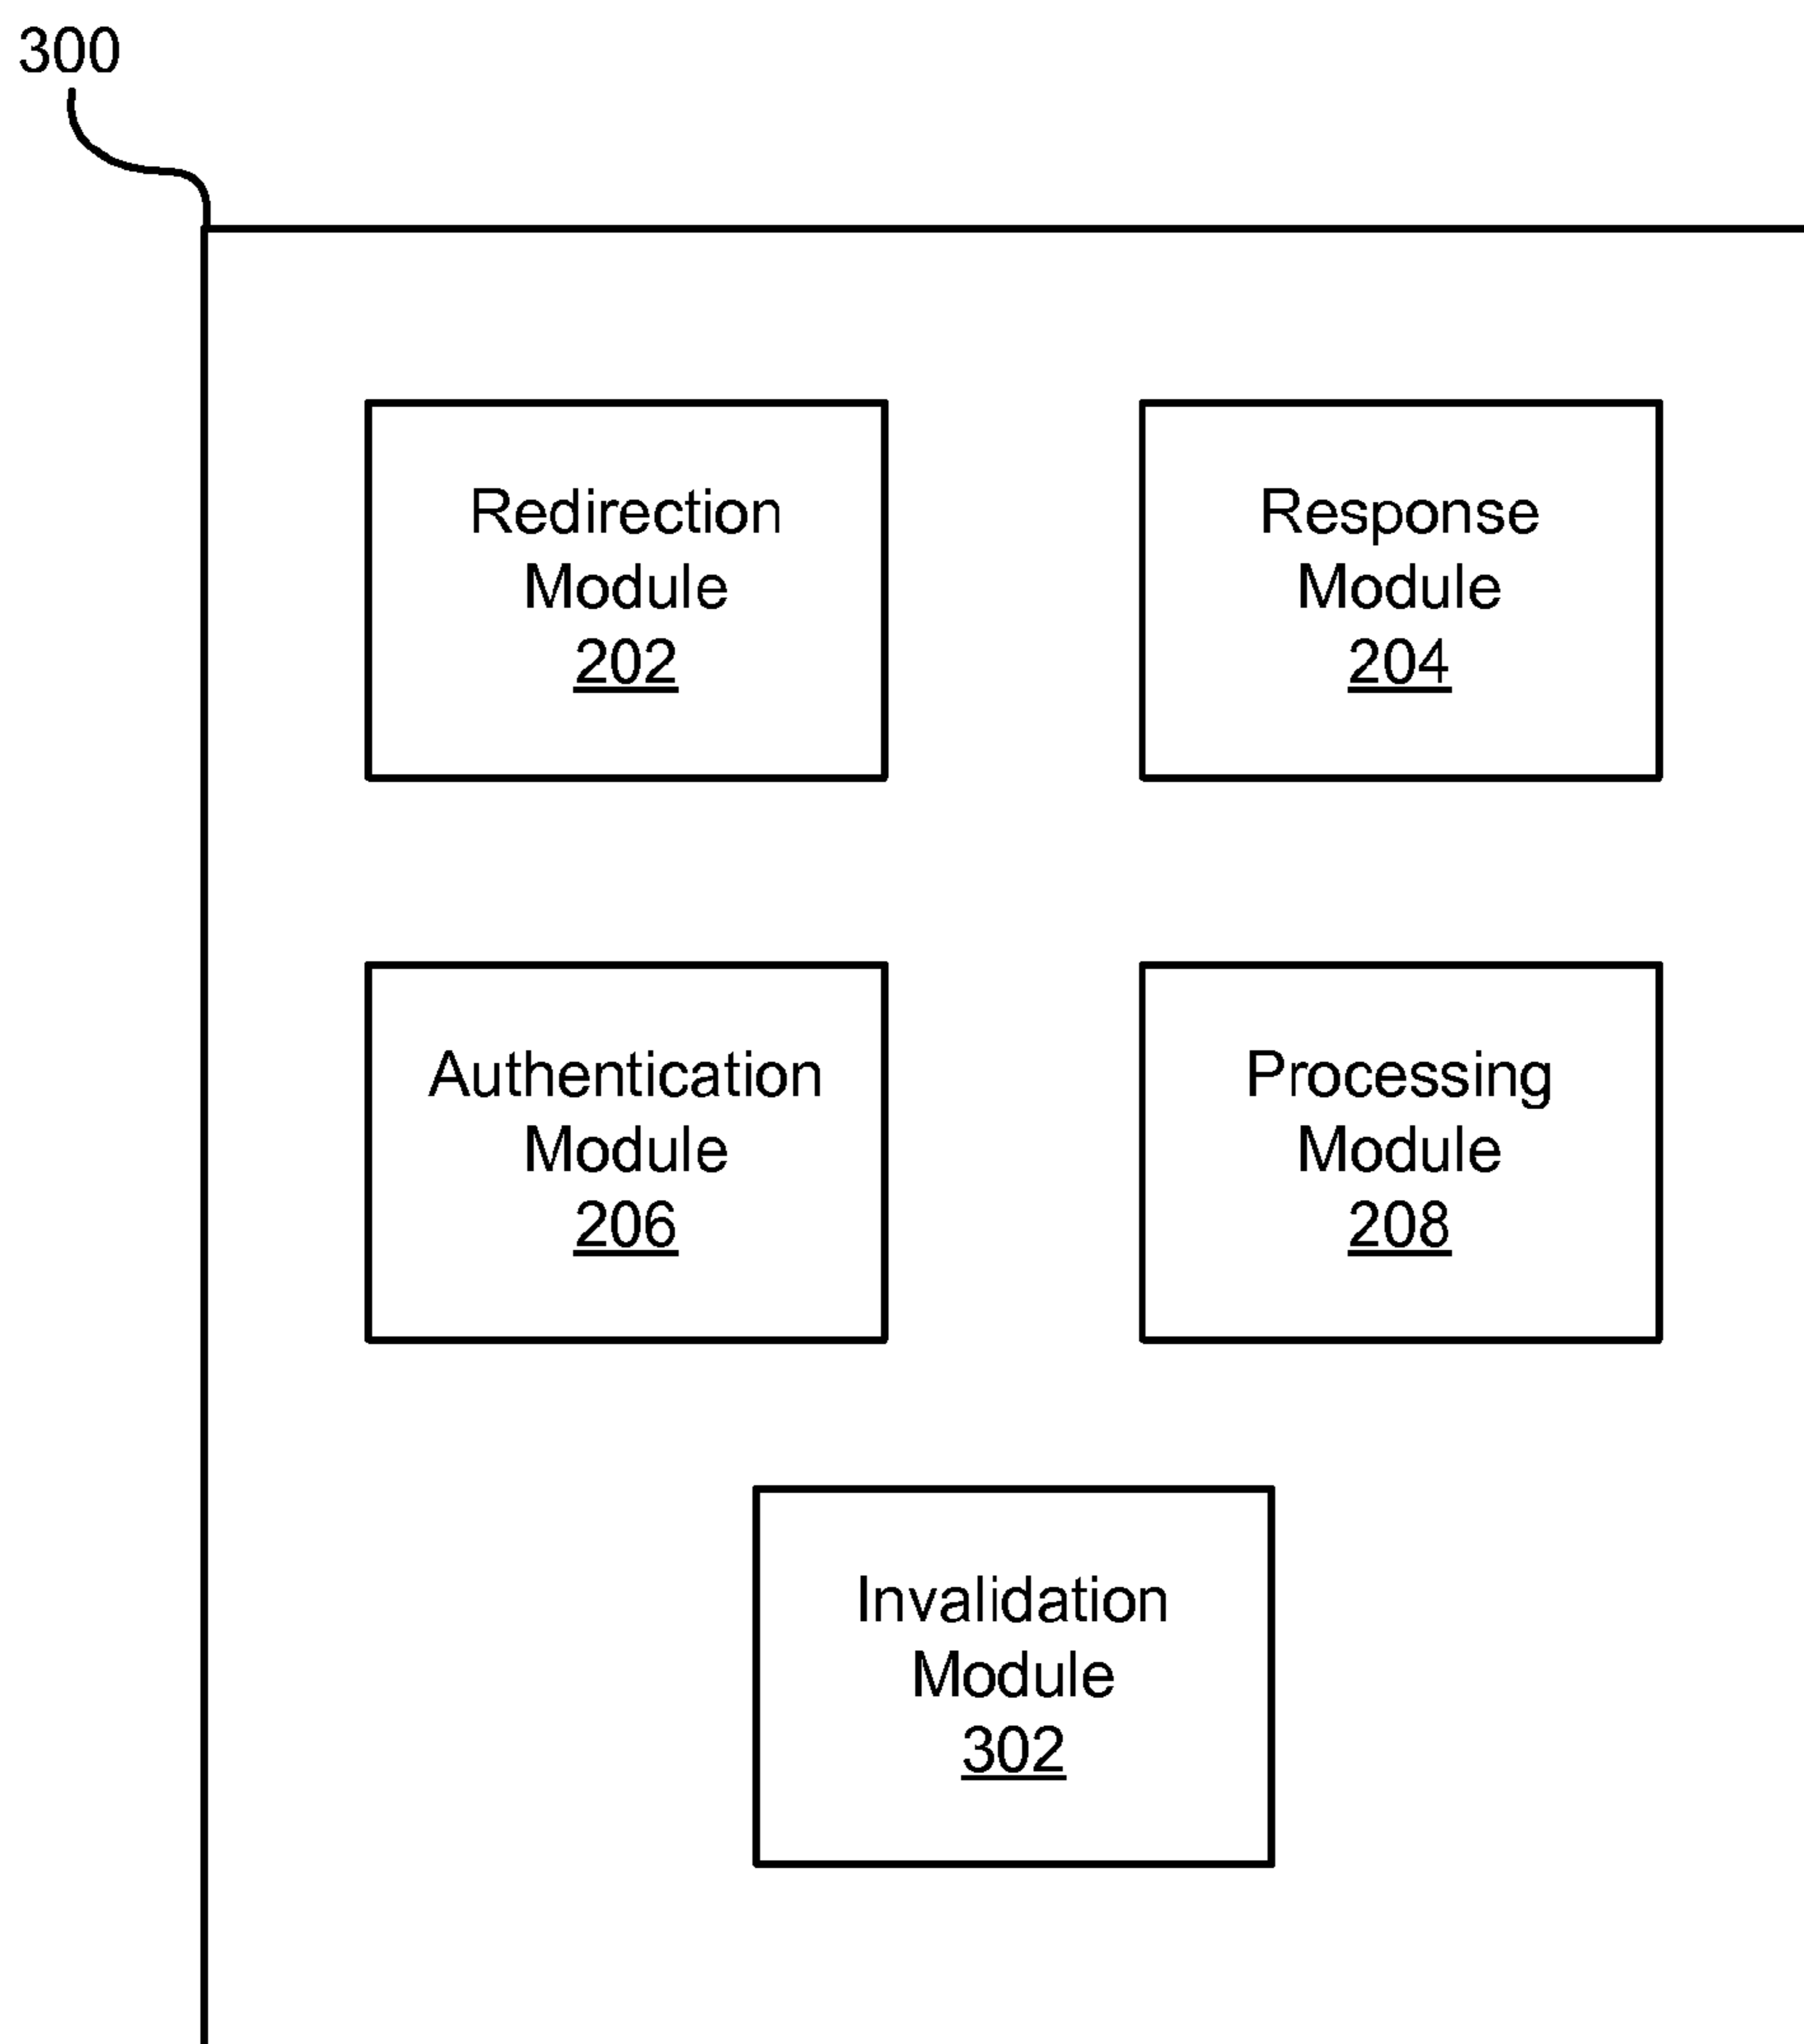 300
Redirection
Module
202
Response
Module
204
Authentication
Module
206
Processing
Module
208
Invalidation
Module
302